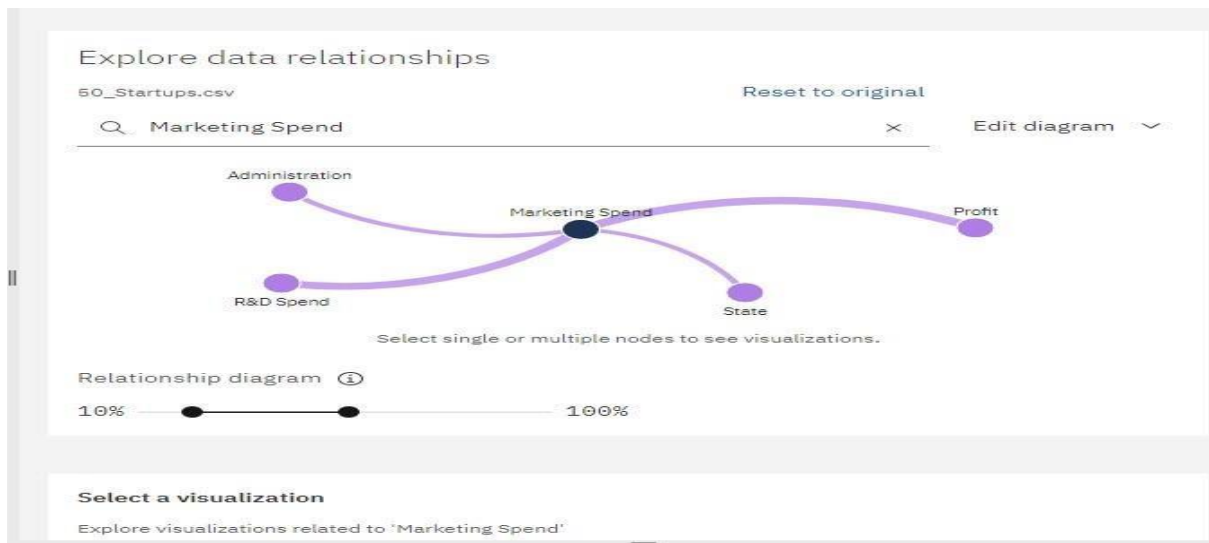 Explore data relationships
50_Startups.csv
Reset to original
Marketing Spend
Edit diagram
Administration
Marketing Spend
Profit
R&D Spend
State
Select single or multiple nodes to see visualizations.
Relationship diagram
10%
100%
Select a visualization
Explore visualizations related to 'Marketing Spend'